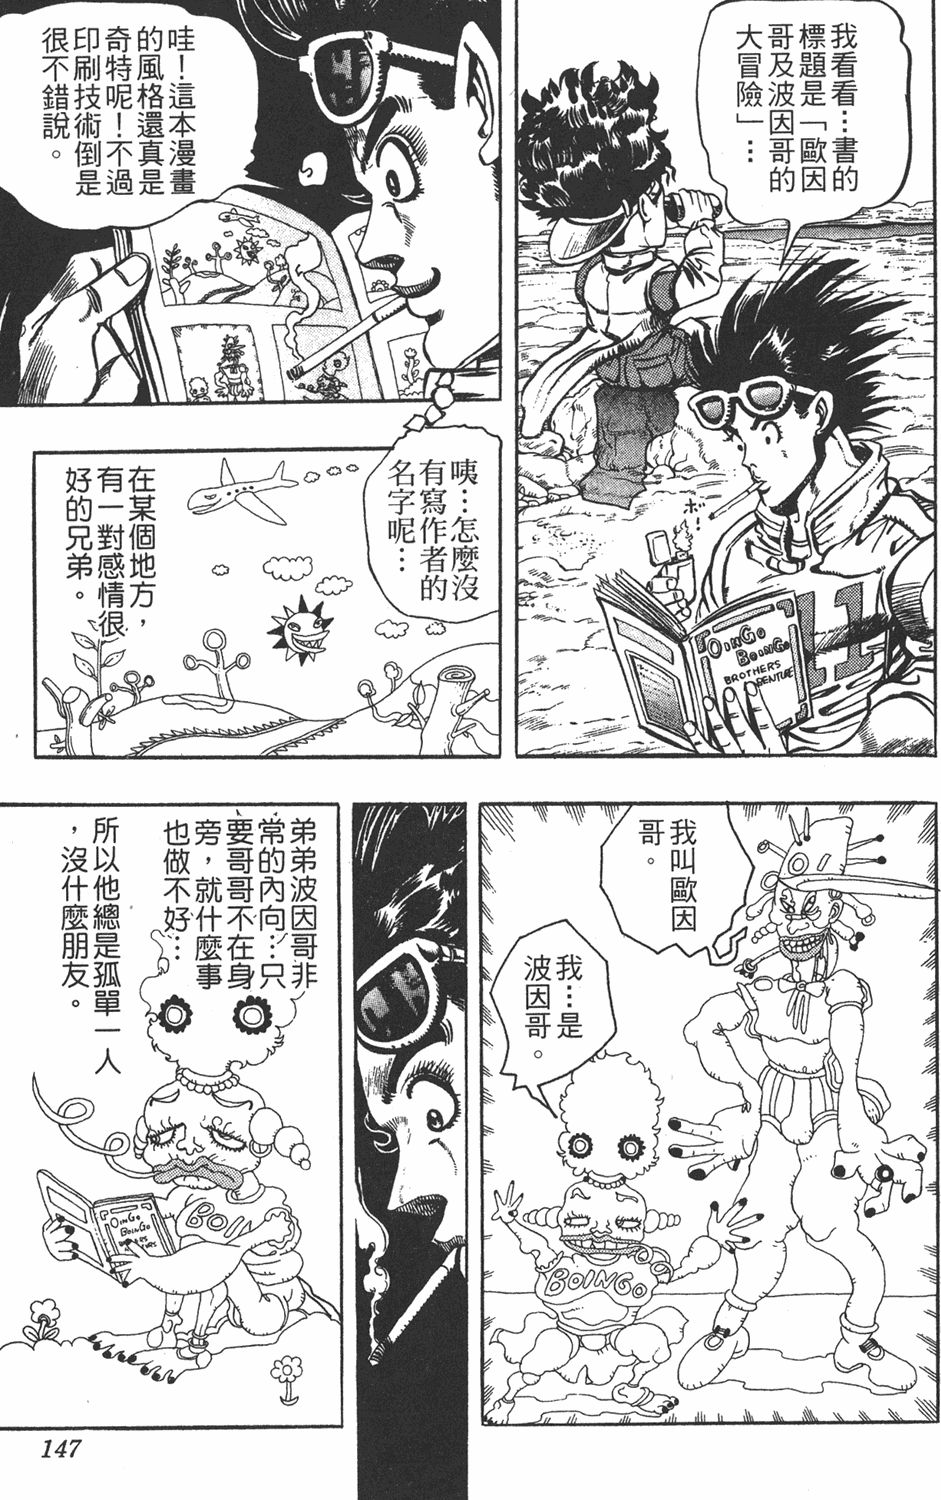 我看看…書的
標題是「歐因
哥及波因哥的
大冒險」…
ボ!
OINGO
BOINGO
BROTHERS
ADVENTURE
哇!這本漫畫
的風格還真是
奇特呢!不過
印刷技術倒是
很不錯說。
咦…怎麼沒
有寫作者的
名字呢…
在某個地方,
有一對感情很
好的兄弟。
我叫歐因
哥。
我…是
波因哥。
BOINGO
弟弟波因哥非
常的內向…只
要哥哥不在身
旁,就什麼事
也做不好…
所以他總是孤單一人
,沒什麼朋友。
BOIN
OINGO
BOINGO
147